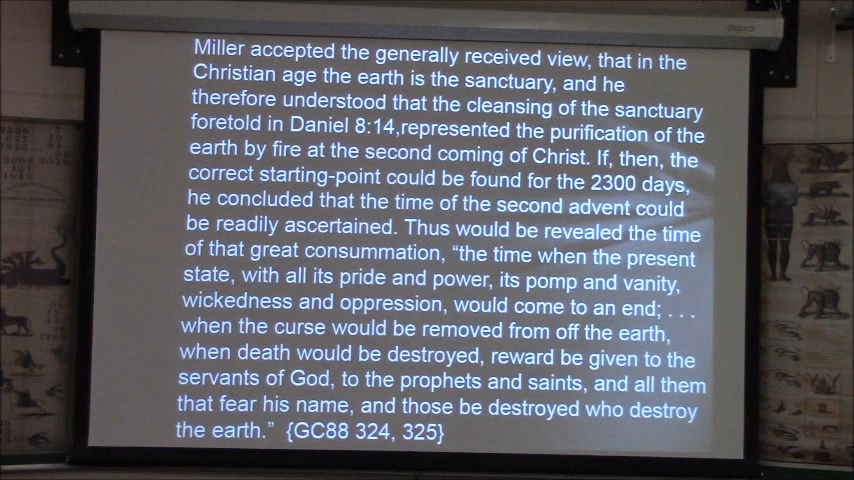 Miller accepted the generally received view, that in the
Christian age the earth is the sanctuary, and he
therefore understood that the cleansing of the sanctuary
foretold in Daniel 8:14,represented the purification of the
earth by fire at the second coming of Christ. If, then, the
correct starting-point could be found for the 2300 days,
he concluded that the time of the second advent could
be readily ascertained. Thus would be revealed the time
of that great consummation, “the time when the present
state, with all its pride and power, its pomp and vanity,
wickedness and oppression, would come to an end; . . .
when the curse would be removed from off the earth,
when death would be destroyed, reward be given to the
servants of God, to the prophets and saints, and all them
that fear his name, and those be destroyed who destroy
the earth.” {GC88 324, 325}